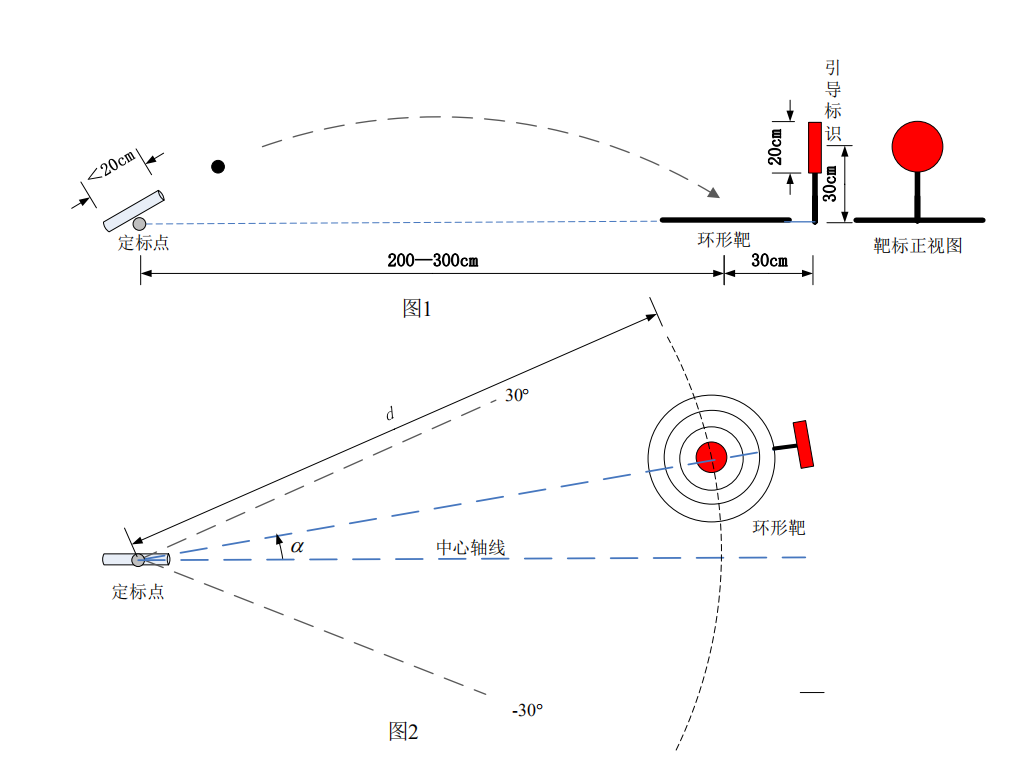 引导标识
20cm
30cm
<20cm
定标点
环形靶
靶标正视图
200—300cm
30cm
图1
d
30°
环形靶
α
中心轴线
定标点
-30°
图2